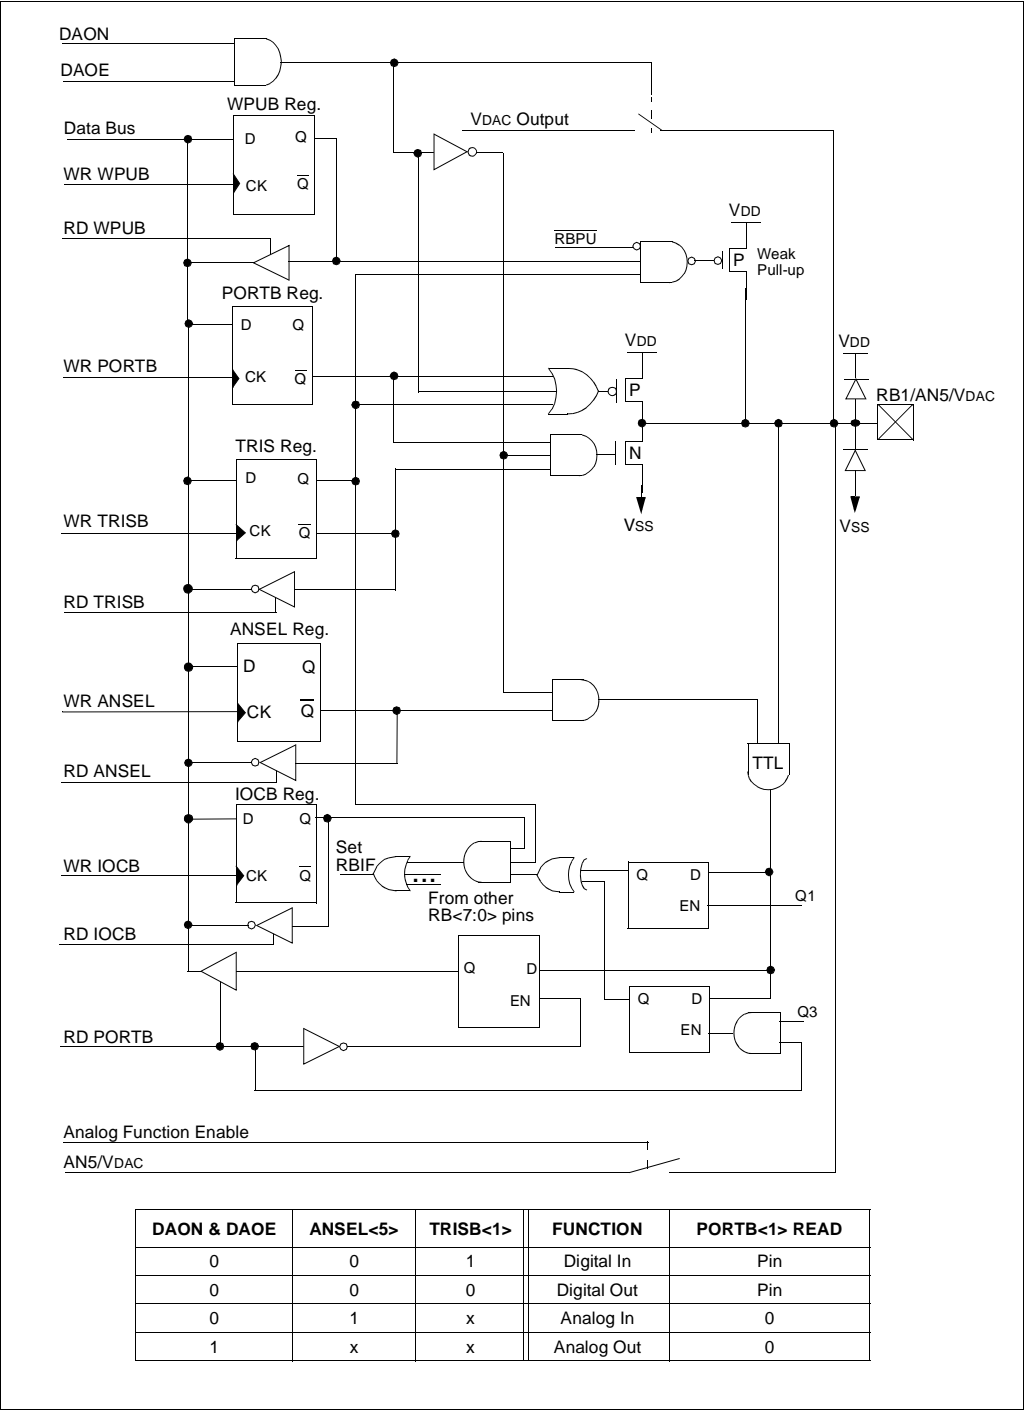 DAON
DAOE
WPUB Reg.
Data Bus
D Q
VDAC Output
WR WPUB
CK Q̅
RD WPUB
R̅B̅P̅U̅
VDD
P
Weak
Pull-up
PORTB Reg.
D Q
WR PORTB
CK Q̅
VDD
P
VDD
RB1/AN5/VDAC
TRIS Reg.
D Q
N
WR TRISB
CK Q̅
VSS
VSS
RD TRISB
ANSEL Reg.
D Q
WR ANSEL
CK Q̅
RD ANSEL
TTL
IOCB Reg.
D Q
Set
RBIF
WR IOCB
CK Q̅
...
From other
RB<7:0> pins
Q D
EN
Q1
RD IOCB
Q D
EN
Q D
EN
Q3
RD PORTB
Analog Function Enable
AN5/VDAC
DAON & DAOE ANSEL<5> TRISB<1> FUNCTION PORTB<1> READ
0 0 1 Digital In Pin
0 0 0 Digital Out Pin
0 1 x Analog In 0
1 x x Analog Out 0